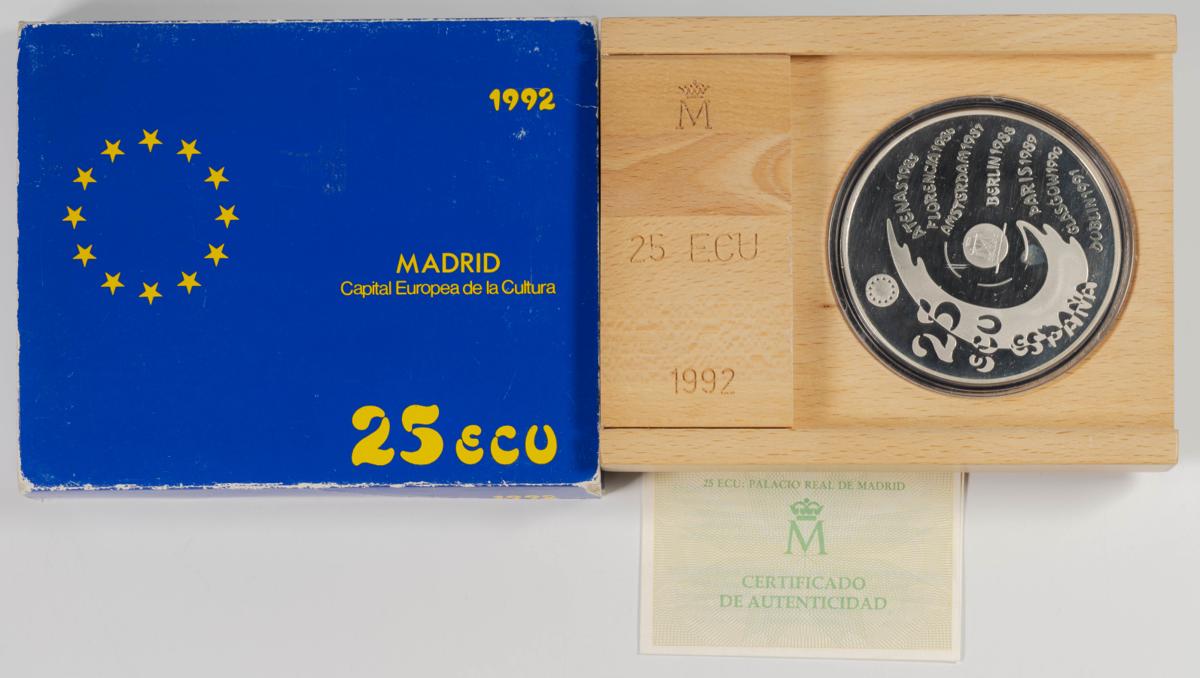 1992
MADRID
Capital Europea de la Cultura
25 ECU
M
25 ECU
1992
ATENAS 1985
FLORENCIA 1986
AMSTERDAM 1987
BERLIN 1988
PARIS 1989
GLASGOW 1990
DUBLIN 1991
25
ECU
ESPAÑA
25 ECU: PALACIO REAL DE MADRID
M
CERTIFICADO
DE AUTENTICIDAD